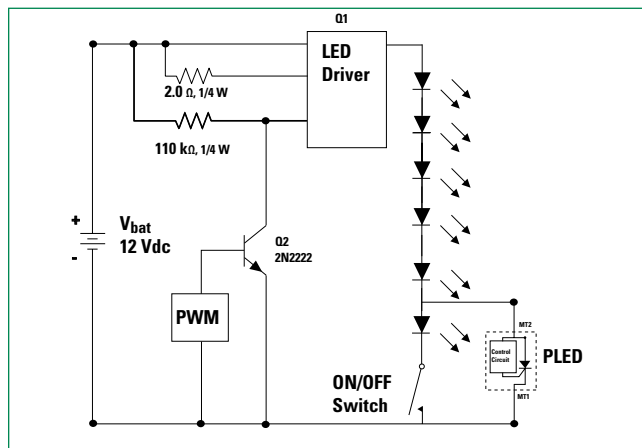 Q1
LED
Driver
2.0 Ω, 1/4 W
110 kΩ, 1/4 W
+
V_bat
12 Vdc
-
Q2
2N2222
PWM
ON/OFF
Switch
MT2
Control
Circuit
PLED
MT1